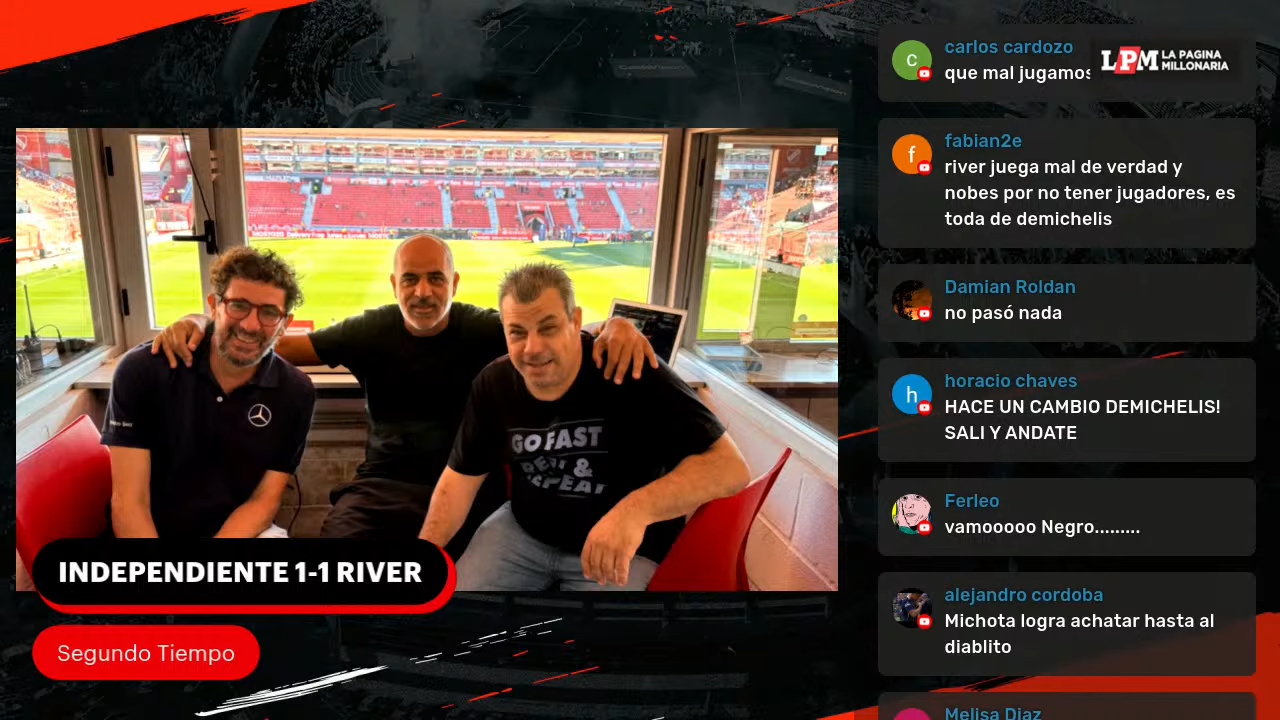 INDEPENDIENTE 1-1 RIVER
Segundo Tiempo
GO FAST
&
carlos cardozo
que mal jugamos
LPM LA PAGINA
MILLONARIA
fabian2e
river juega mal de verdad y
nobes por no tener jugadores, es
toda de demichelis
Damian Roldan
no pasó nada
horacio chaves
HACE UN CAMBIO DEMICHELIS!
SALI Y ANDATE
Ferleo
vamooooo Negro.........
alejandro cordoba
Michota logra achatar hasta al
diablito
Melisa Diaz
c
f
h